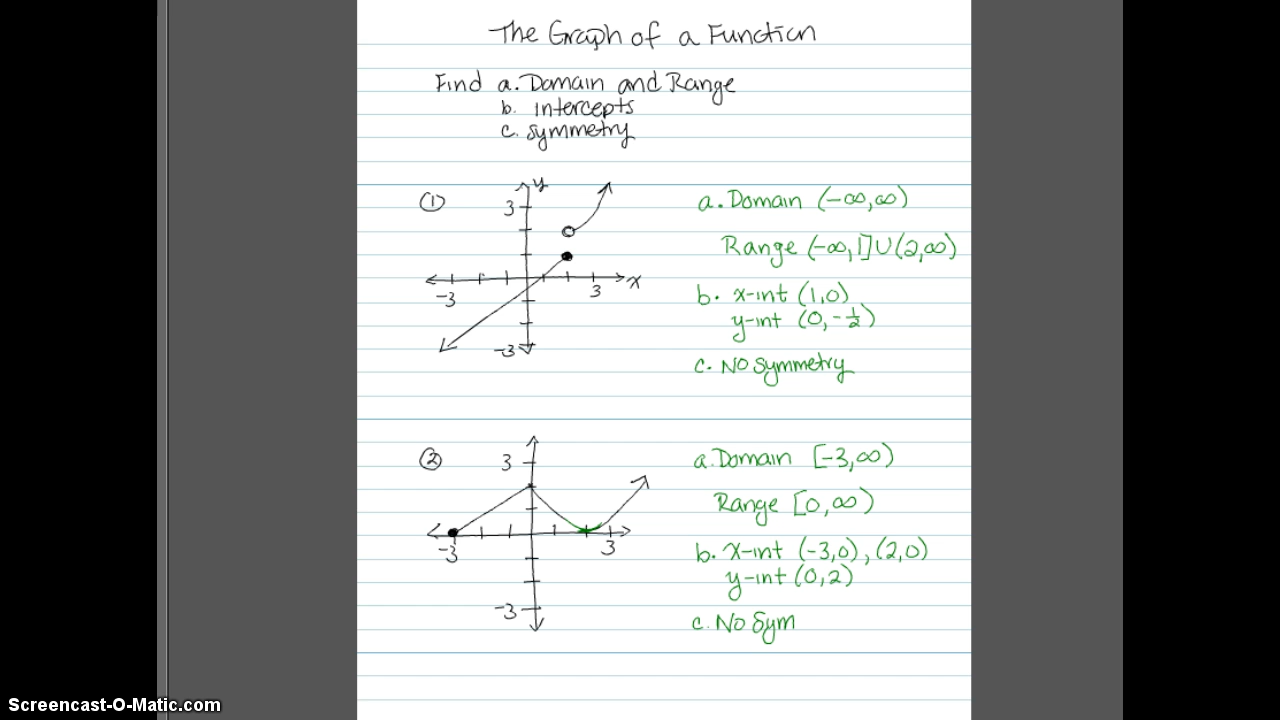 The Graph of a Function
Find a. Domain and Range
b. intercepts
c. symmetry
①
y
3
-3
3
x
-3
a. Domain (-∞,∞)
Range (-∞,1]∪(2,∞)
b. x-int (1,0)
y-int (0,-½)
c. No Symmetry
②
3
-3
3
-3
a. Domain [-3,∞)
Range [0,∞)
b. x-int (-3,0), (2,0)
y-int (0,2)
c. No Sym
Screencast-O-Matic.com